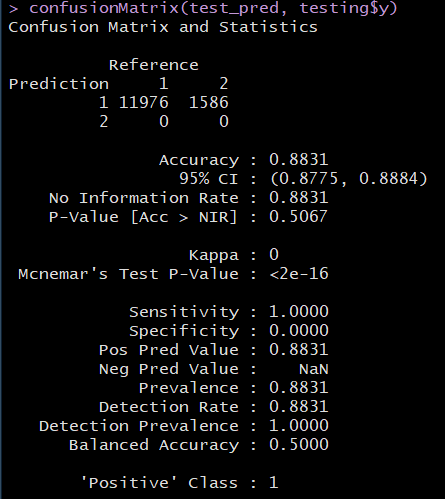 > confusionMatrix(test_pred, testing$y)
Confusion Matrix and Statistics
Reference
Prediction 1 2
1 11976 1586
2 0 0
Accuracy : 0.8831
95% CI : (0.8775, 0.8884)
No Information Rate : 0.8831
P-Value [Acc > NIR] : 0.5067
Kappa : 0
Mcnemar's Test P-Value : <2e-16
Sensitivity : 1.0000
Specificity : 0.0000
Pos Pred Value : 0.8831
Neg Pred Value : NaN
Prevalence : 0.8831
Detection Rate : 0.8831
Detection Prevalence : 1.0000
Balanced Accuracy : 0.5000
'Positive' Class : 1